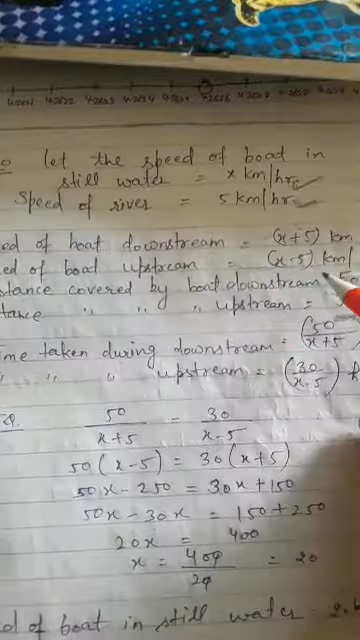 let the speed of boat in
still water = x km/hr
Speed of river = 5 km/hr
ed of boat downstream = (x+5) km
ed of boat upstream = (x-5) km/
stance covered by boat downstream
tance " " " upstream =
ime taken during downstream = (50/x+5)
" " " upstream = (30/x-5)
50/x+5 = 30/x-5
50(x-5) = 30(x+5)
50x-250 = 30x+150
50x-30x = 150+250
20x = 400
x = 400/20 = 20
ed of boat in still water =